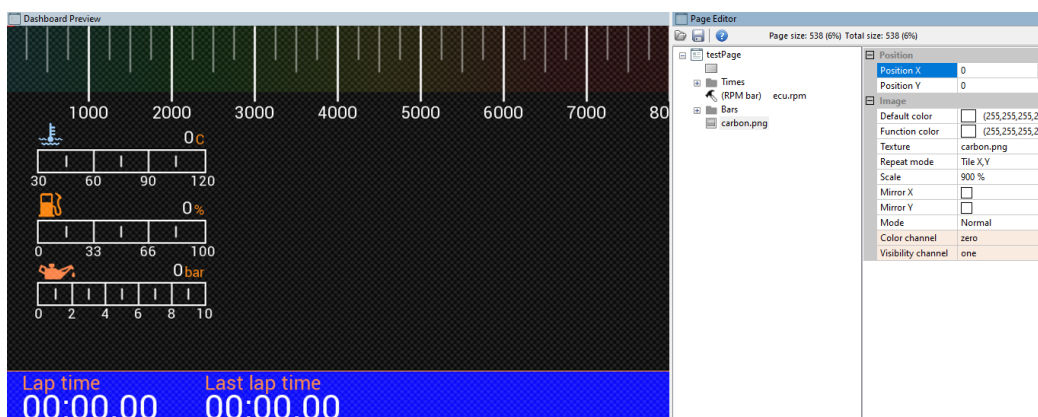 Dashboard Preview
1000 2000 3000 4000 5000 6000 7000 80
0 C
30 60 90 120
0 %
0 33 66 100
0 bar
0 2 4 6 8 10
Lap time Last lap time
00:00.00 00:00.00
Page Editor
Page size: 538 (6%) Total size: 538 (6%)
testPage
Times
(RPM bar) ecu.rpm
Bars
carbon.png
Position
Position X 0
Position Y 0
Image
Default color (255,255,255,2
Function color (255,255,255,2
Texture carbon.png
Repeat mode Tile X,Y
Scale 900 %
Mirror X
Mirror Y
Mode Normal
Color channel zero
Visibility channel one